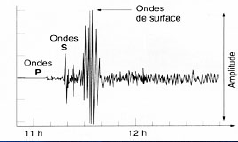 Ondes
de surface
Ondes
S
Ondes
P
Amplitude
11 h
12 h